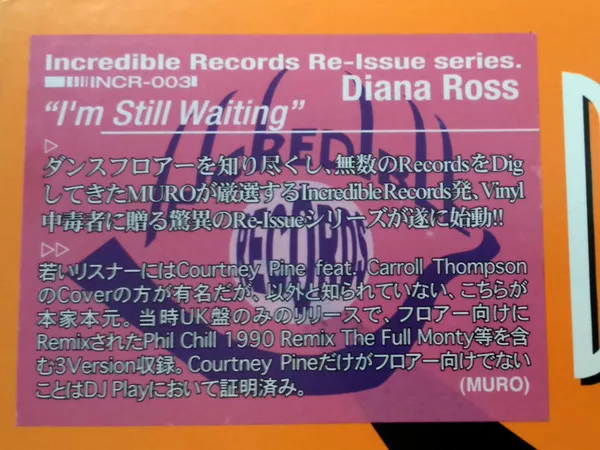 Incredible Records Re-Issue series.
INCR-003
Diana Ross
“I'm Still Waiting”
▷
ダンスフロアーを知り尽くし、無数のRecordsをDig
してきたMUROが厳選するIncredible Records発、Vinyl
中毒者に贈る驚異のRe-Issueシリーズが遂に始動!!
▷▷
若いリスナーにはCourtney Pine feat. Carroll Thompson
のCoverの方が有名だが、以外と知られていない、こちらが
本家本元。当時UK盤のみのリリースで、フロアー向けに
RemixされたPhil Chill 1990 Remix The Full Monty等を含
む3Version収録。Courtney Pineだけがフロアー向けでない
ことはDJ Playにおいて証明済み。
(MURO)
RECORDS